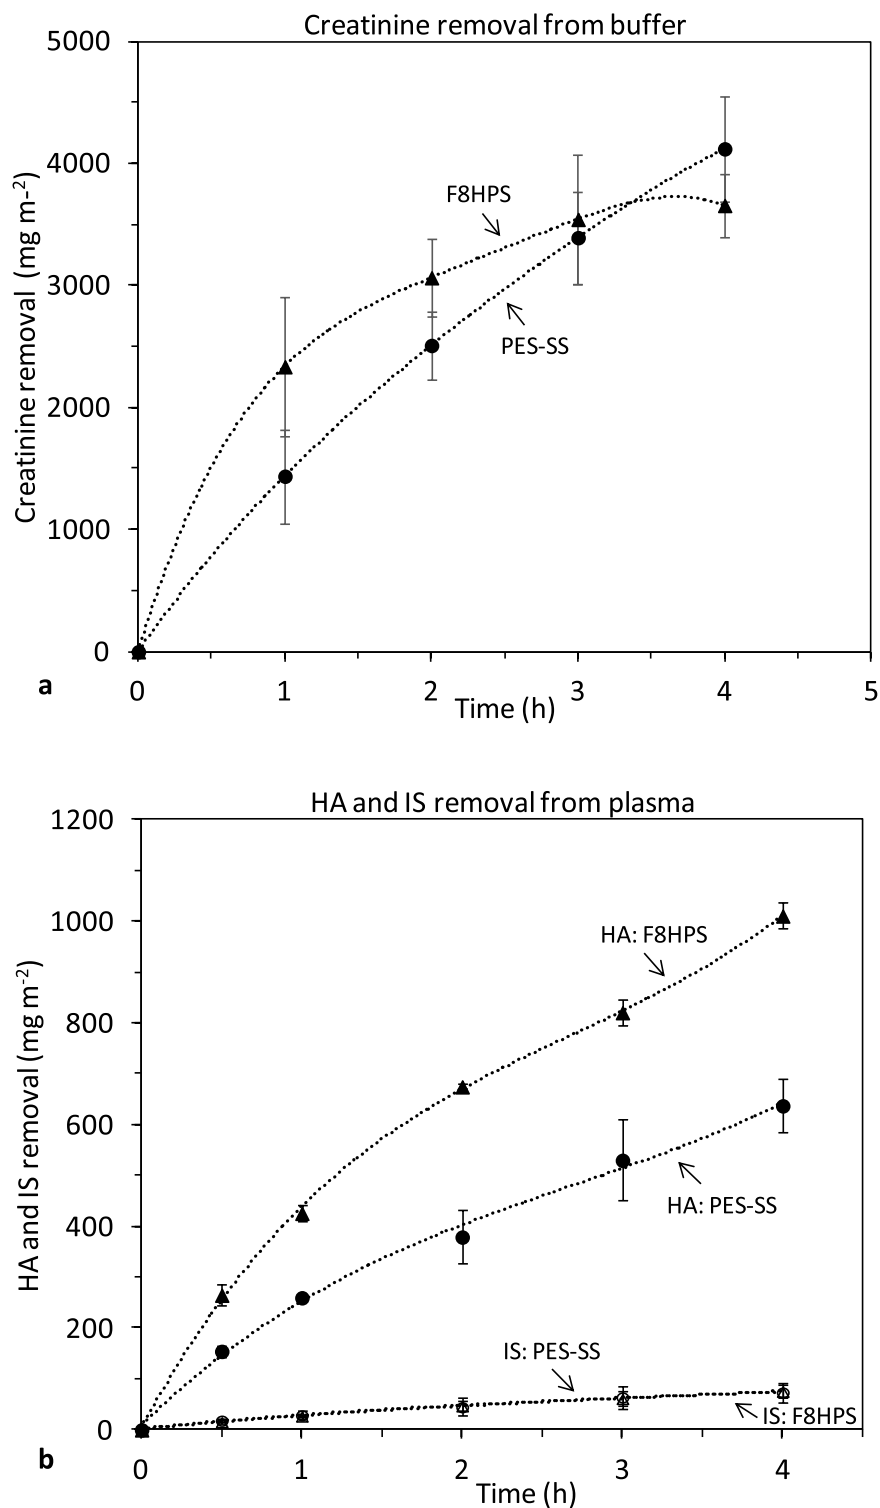 Creatinine removal from buffer
5000
4000
3000
2000
1000
0
Creatinine removal (mg m-2)
F8HPS
PES-SS
0 1 2 3 4 5
Time (h)
a
HA and IS removal from plasma
1200
1000
800
600
400
200
0
HA and IS removal (mg m-2)
HA: F8HPS
HA: PES-SS
IS: PES-SS
IS: F8HPS
0 1 2 3 4
Time (h)
b